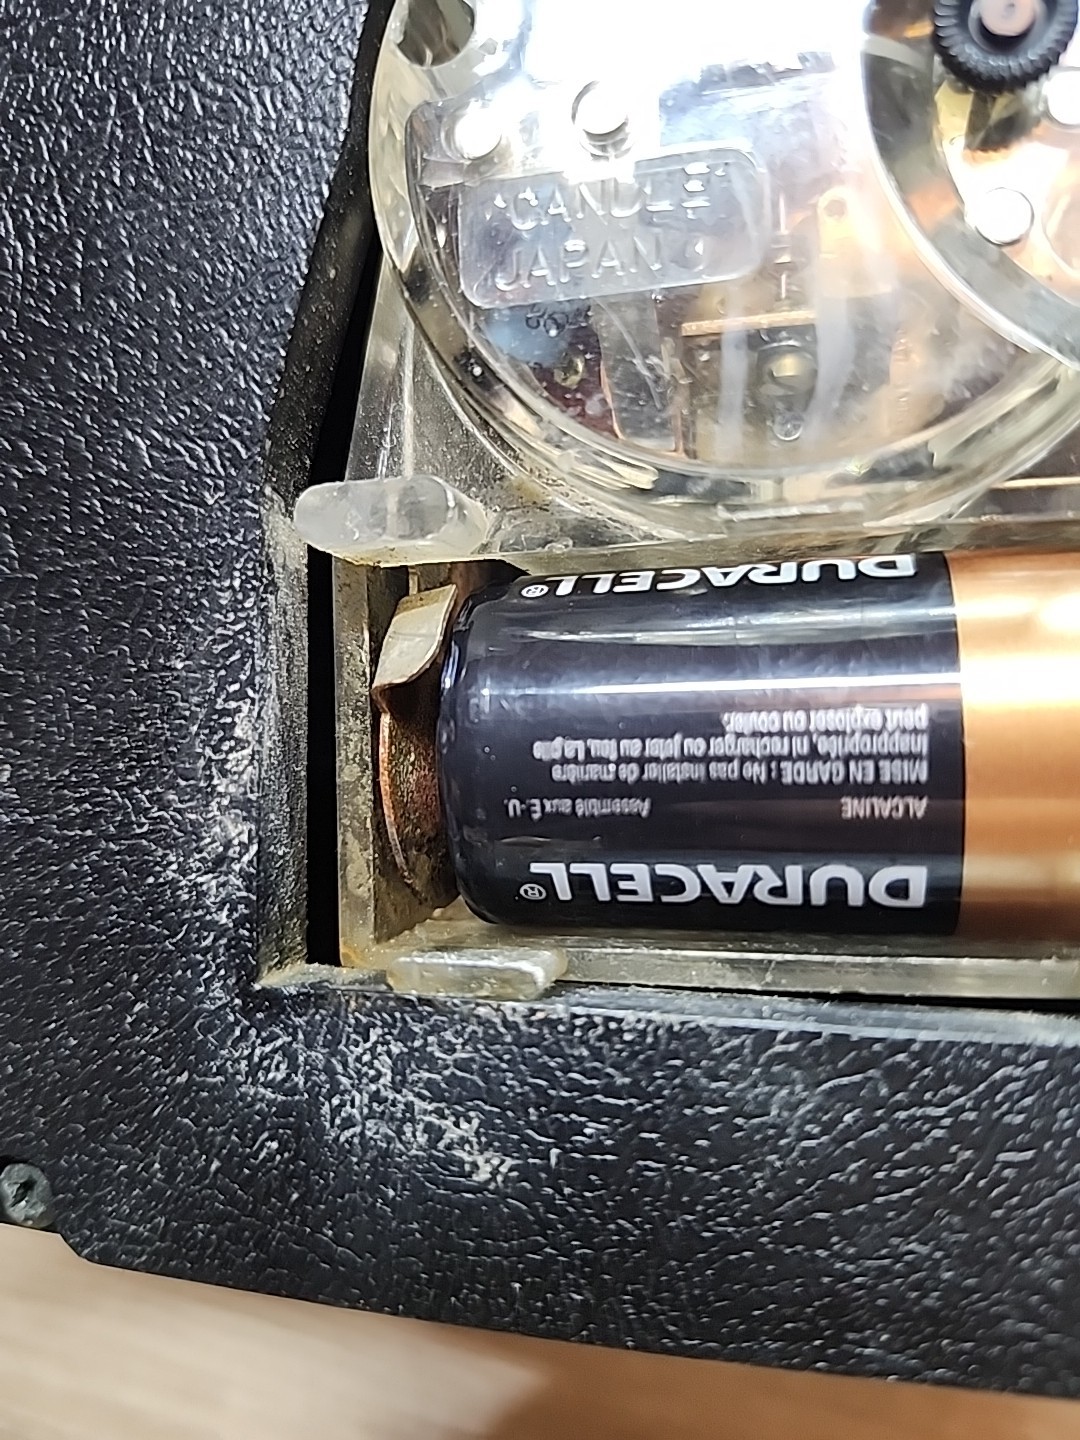 CANDLE
JAPAN
DURACELL®
ALCALINE Assemblé aux É.-U.
MISE EN GARDE : Ne pas installer de manière
inappropriée, ni recharger ou jeter au feu. La pile
peut exploser ou couler.
DURACELL®